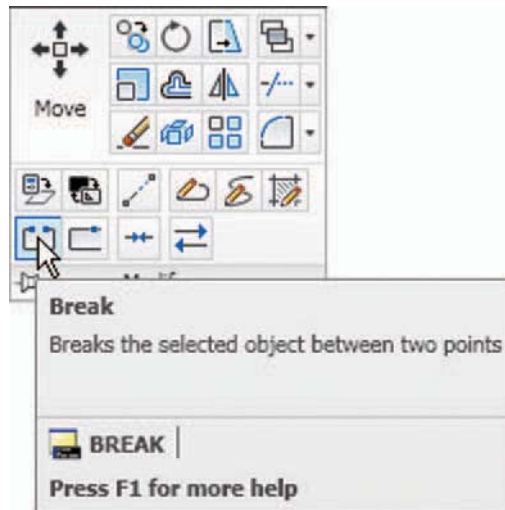 Move
Break
Breaks the selected object between two points
BREAK
Press F1 for more help